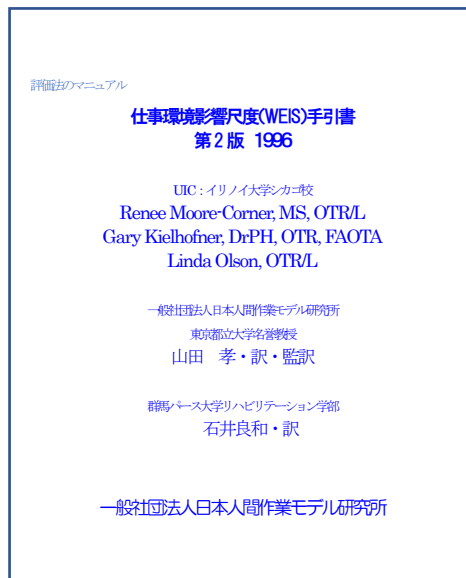 評価法のマニュアル
仕事環境影響尺度(WEIS)手引書
第2版 1996
UIC:イリノイ大学シカゴ校
Renee Moore-Corner, MS, OTR/L
Gary Kielhofner, DrPH, OTR, FAOTA
Linda Olson, OTR/L
一般社団法人日本人間作業モデル研究所
東京都立大学名誉教授
山田 孝・訳・監訳
群馬パース大学リハビリテーション学部
石井良和・訳
一般社団法人日本人間作業モデル研究所